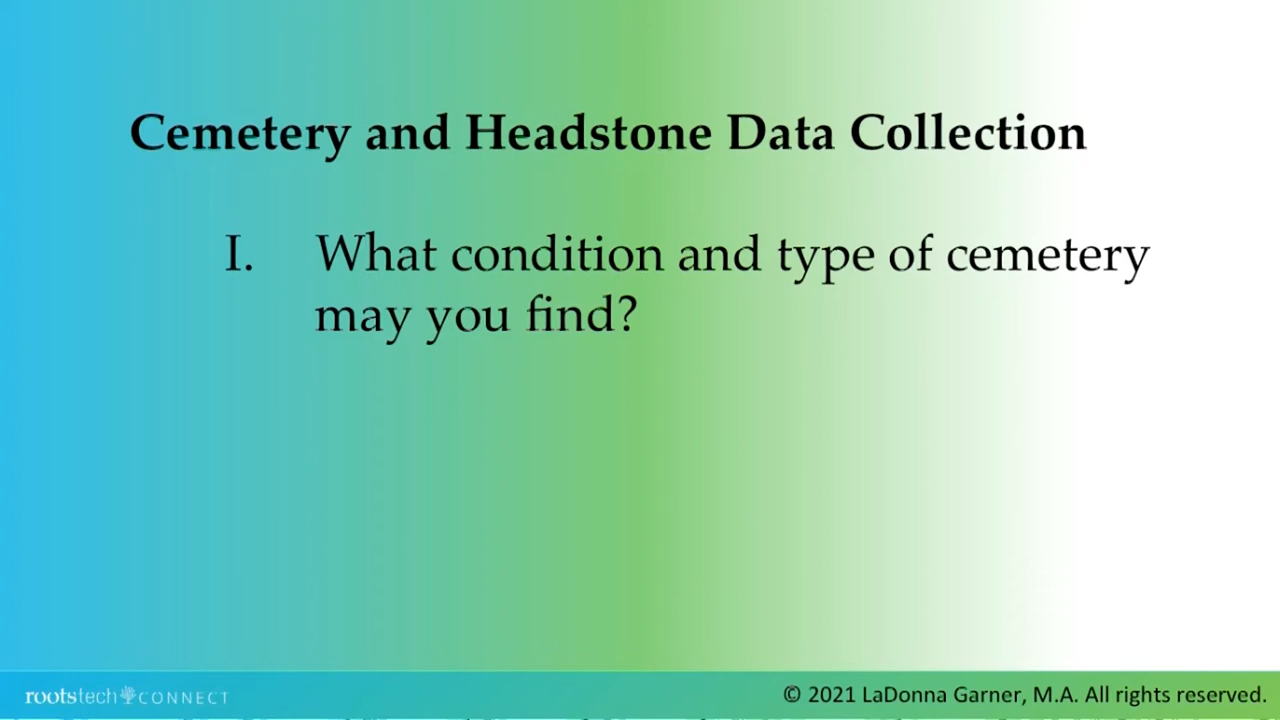 Cemetery and Headstone Data Collection
I. What condition and type of cemetery
may you find?
rootstech CONNECT
© 2021 LaDonna Garner, M.A. All rights reserved.